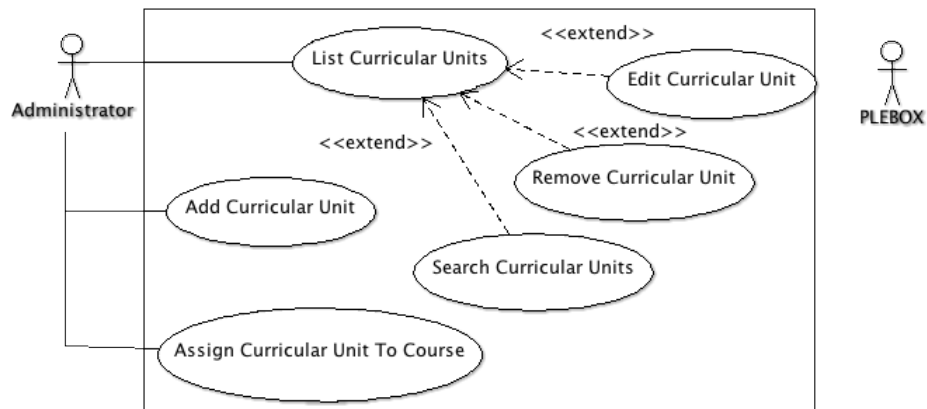 <<extend>>
List Curricular Units
Edit Curricular Unit
Administrator
PLEBOX
<<extend>>
<<extend>>
Remove Curricular Unit
Add Curricular Unit
Search Curricular Units
Assign Curricular Unit To Course